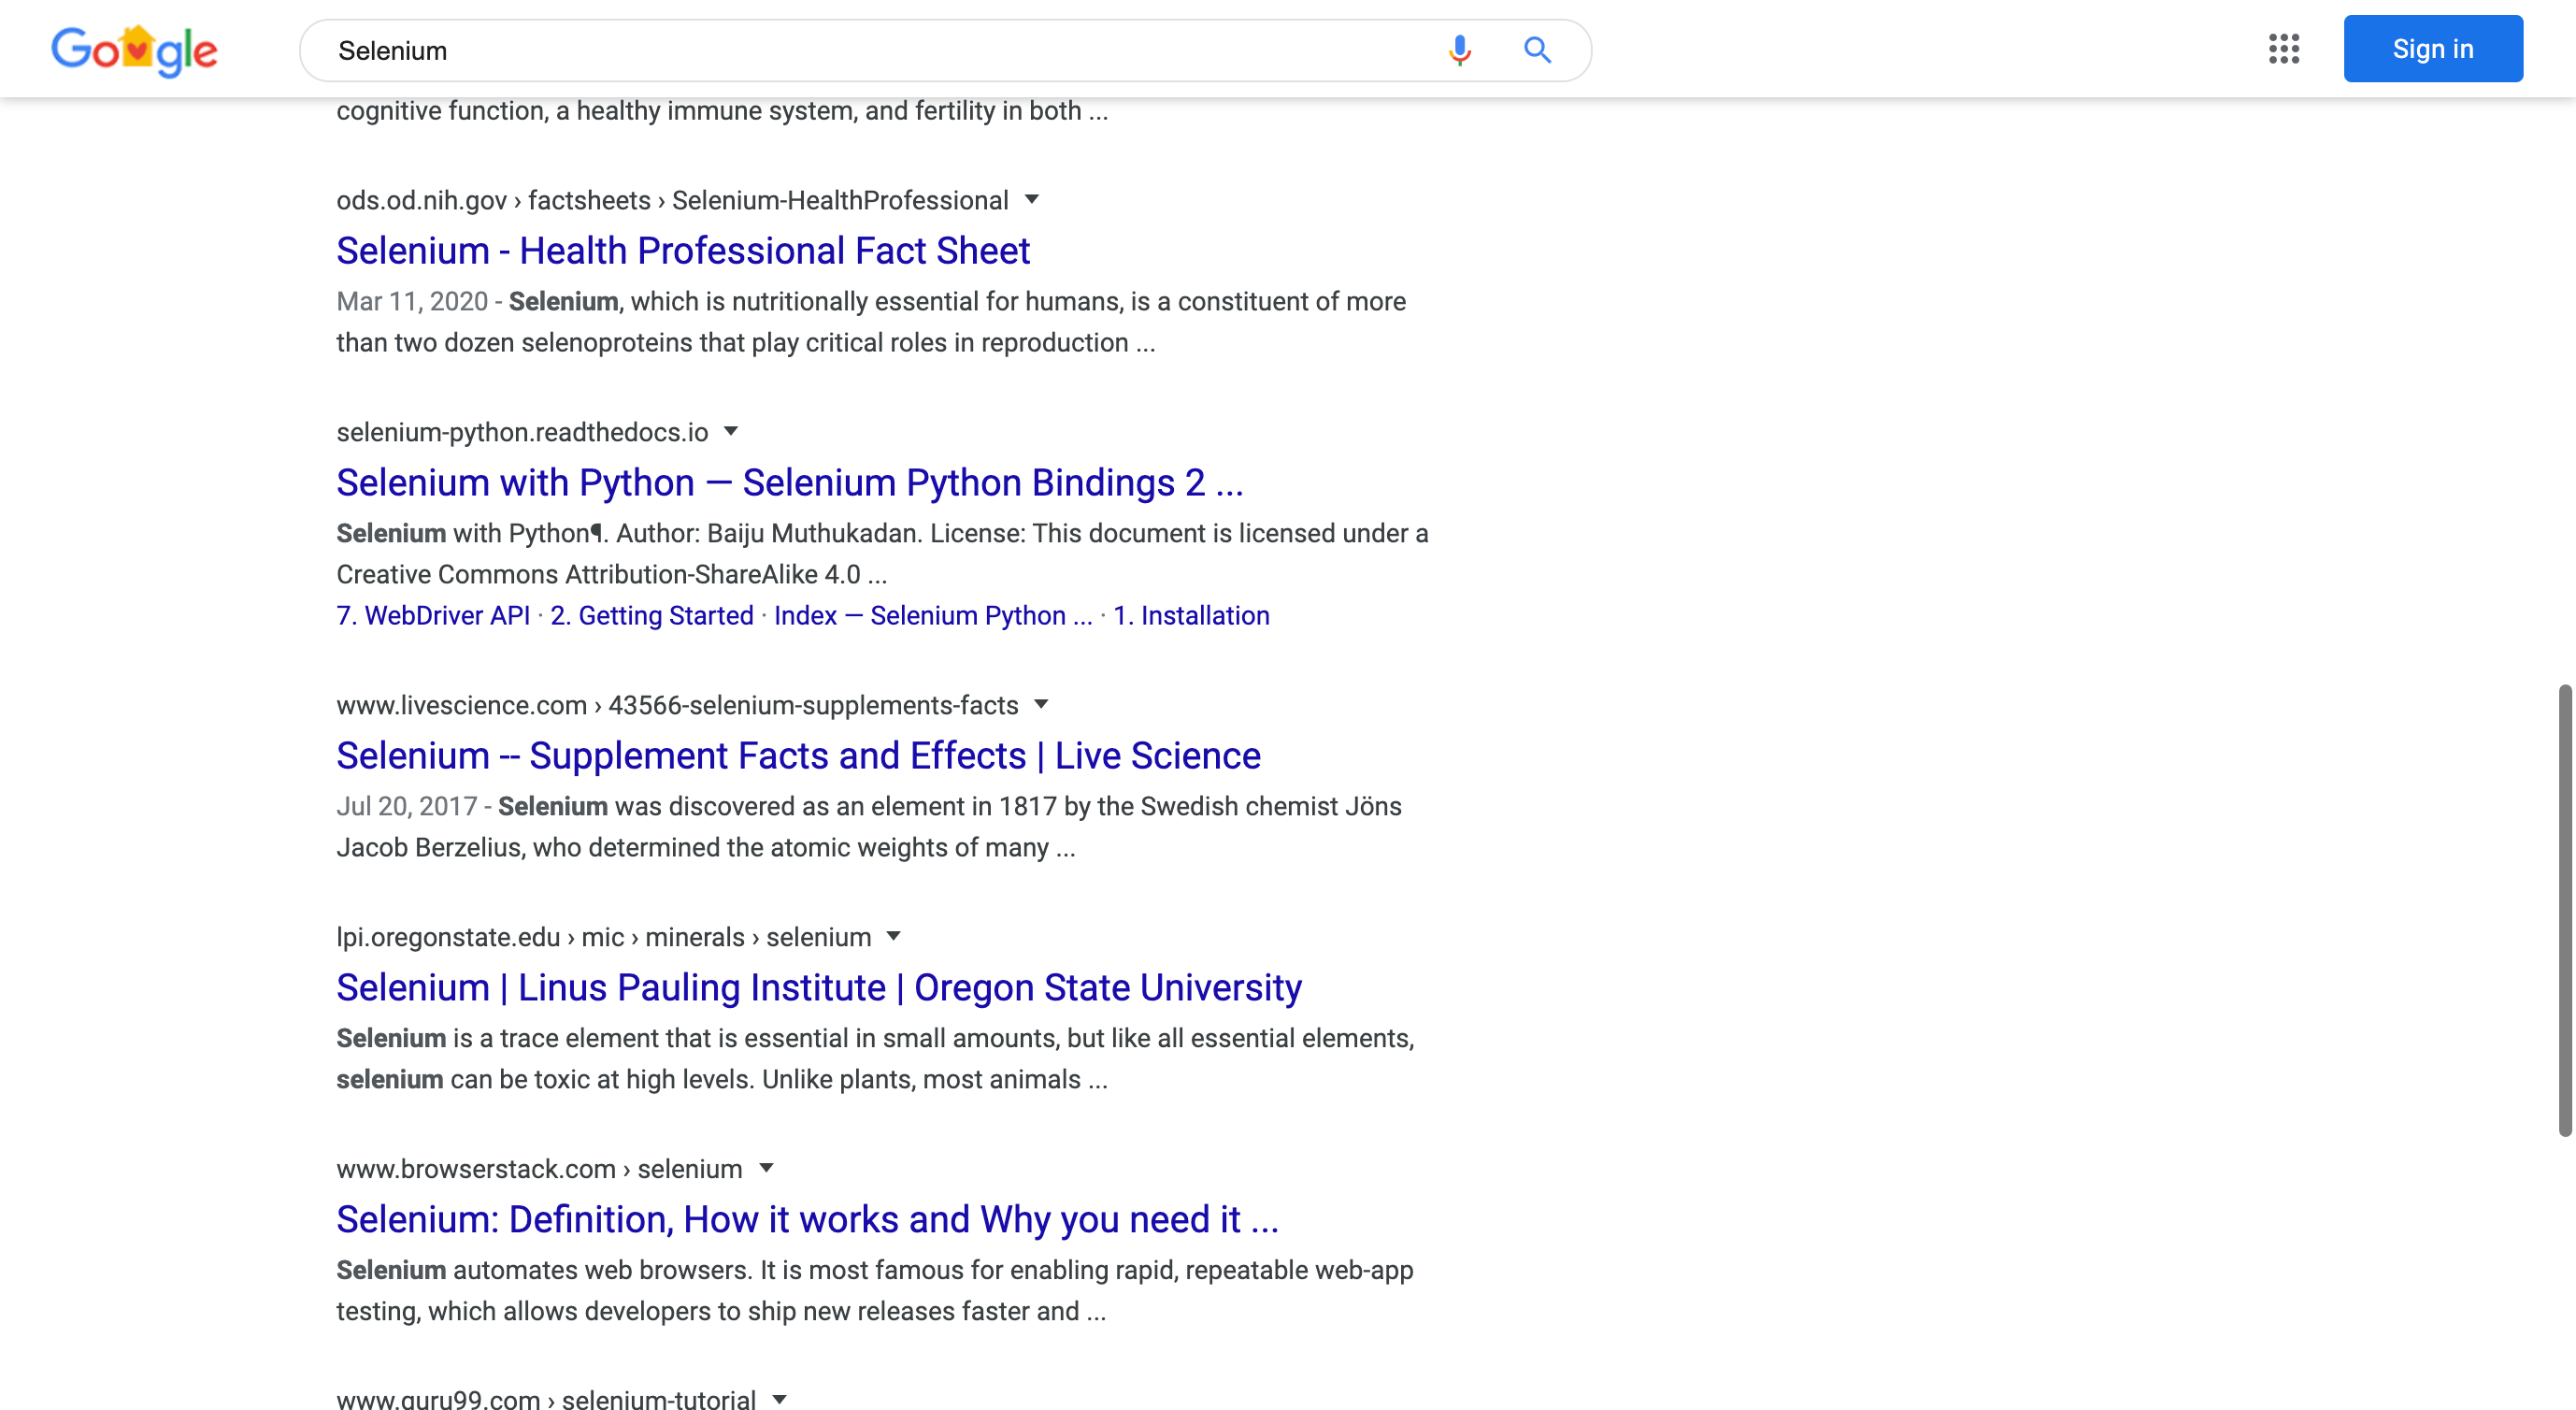 Google
Selenium
Sign in
cognitive function, a healthy immune system, and fertility in both ...
ods.od.nih.gov › factsheets › Selenium-HealthProfessional
Selenium - Health Professional Fact Sheet
Mar 11, 2020 - Selenium, which is nutritionally essential for humans, is a constituent of more
than two dozen selenoproteins that play critical roles in reproduction ...
selenium-python.readthedocs.io
Selenium with Python — Selenium Python Bindings 2 ...
Selenium with Python¶. Author: Baiju Muthukadan. License: This document is licensed under a
Creative Commons Attribution-ShareAlike 4.0 ...
7. WebDriver API · 2. Getting Started · Index — Selenium Python ... · 1. Installation
www.livescience.com › 43566-selenium-supplements-facts
Selenium -- Supplement Facts and Effects | Live Science
Jul 20, 2017 - Selenium was discovered as an element in 1817 by the Swedish chemist Jöns
Jacob Berzelius, who determined the atomic weights of many ...
lpi.oregonstate.edu › mic › minerals › selenium
Selenium | Linus Pauling Institute | Oregon State University
Selenium is a trace element that is essential in small amounts, but like all essential elements,
selenium can be toxic at high levels. Unlike plants, most animals ...
www.browserstack.com › selenium
Selenium: Definition, How it works and Why you need it ...
Selenium automates web browsers. It is most famous for enabling rapid, repeatable web-app
testing, which allows developers to ship new releases faster and ...
www.guru99.com › selenium-tutorial